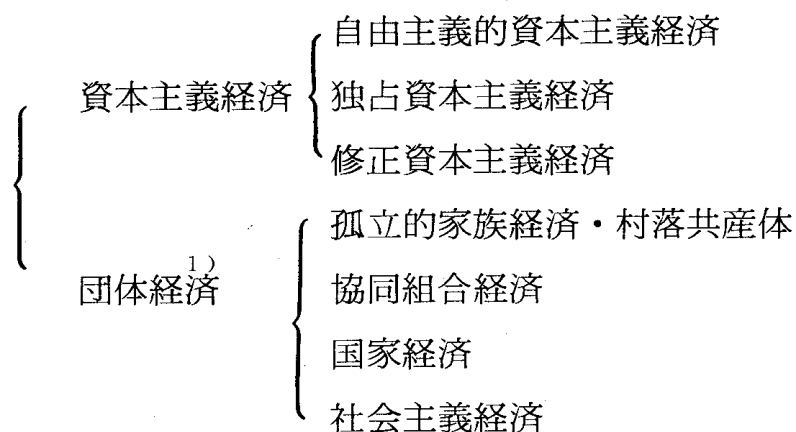 資本主義経済
自由主義的資本主義経済
独占資本主義経済
修正資本主義経済
団体経済1)
孤立的家族経済・村落共産体
協同組合経済
国家経済
社会主義経済